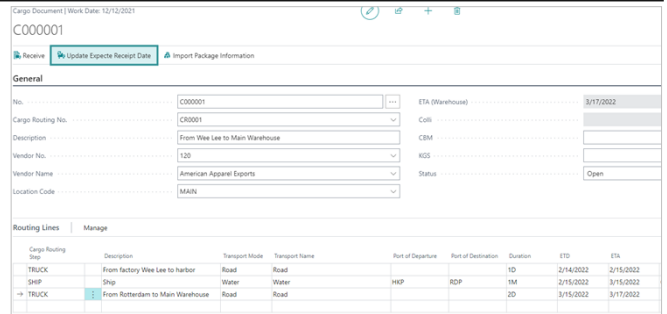 Cargo Document | Work Date: 12/12/2021
C000001
Receive Update Expecte Receipt Date Import Package Information
General
No. C000001 ... ETA (Warehouse) 3/17/2022
Cargo Routing No. CR0001 Colli
Description From Wee Lee to Main Warehouse CBM
Vendor No. 120 KGS
Vendor Name American Apparel Exports Status Open
Location Code MAIN
Routing Lines Manage
Cargo Routing
Step Description Transport Mode Transport Name Port of Departure Port of Destination Duration ETD ETA
TRUCK From factory Wee Lee to harbor Road Road 1D 2/14/2022 2/15/2022
SHIP Ship Water Water HKP RDP 1M 2/15/2022 3/15/2022
→ TRUCK From Rotterdam to Main Warehouse Road Road 2D 3/15/2022 3/17/2022